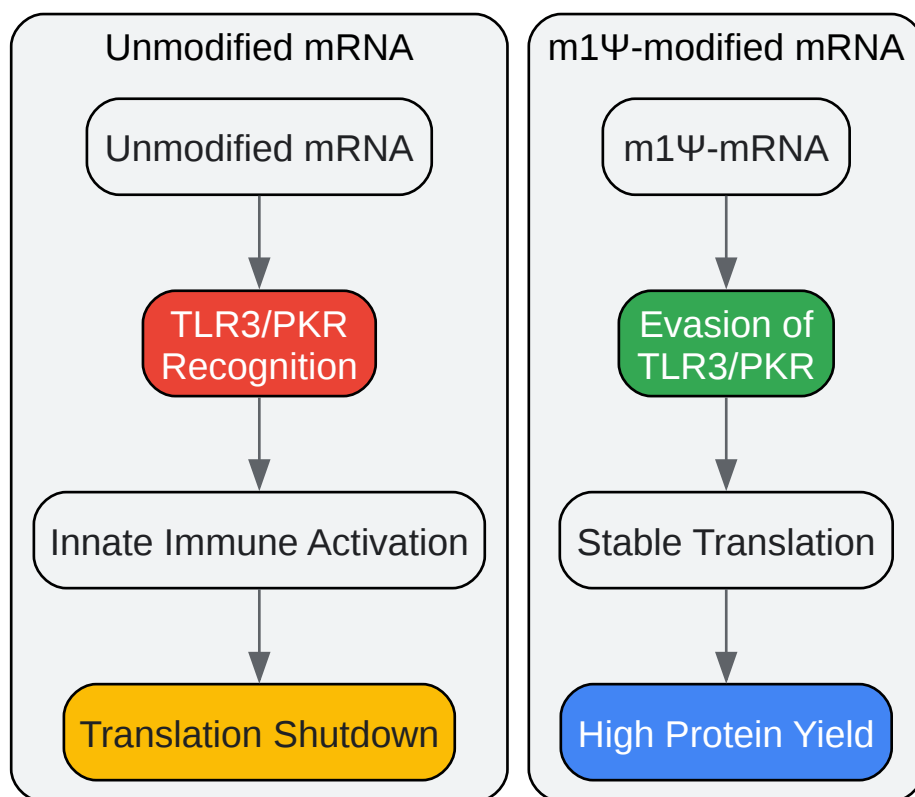 Unmodified mRNA
Unmodified mRNA
TLR3/PKR
Recognition
Innate Immune Activation
Translation Shutdown
m1Ψ-modified mRNA
m1Ψ-mRNA
Evasion of
TLR3/PKR
Stable Translation
High Protein Yield